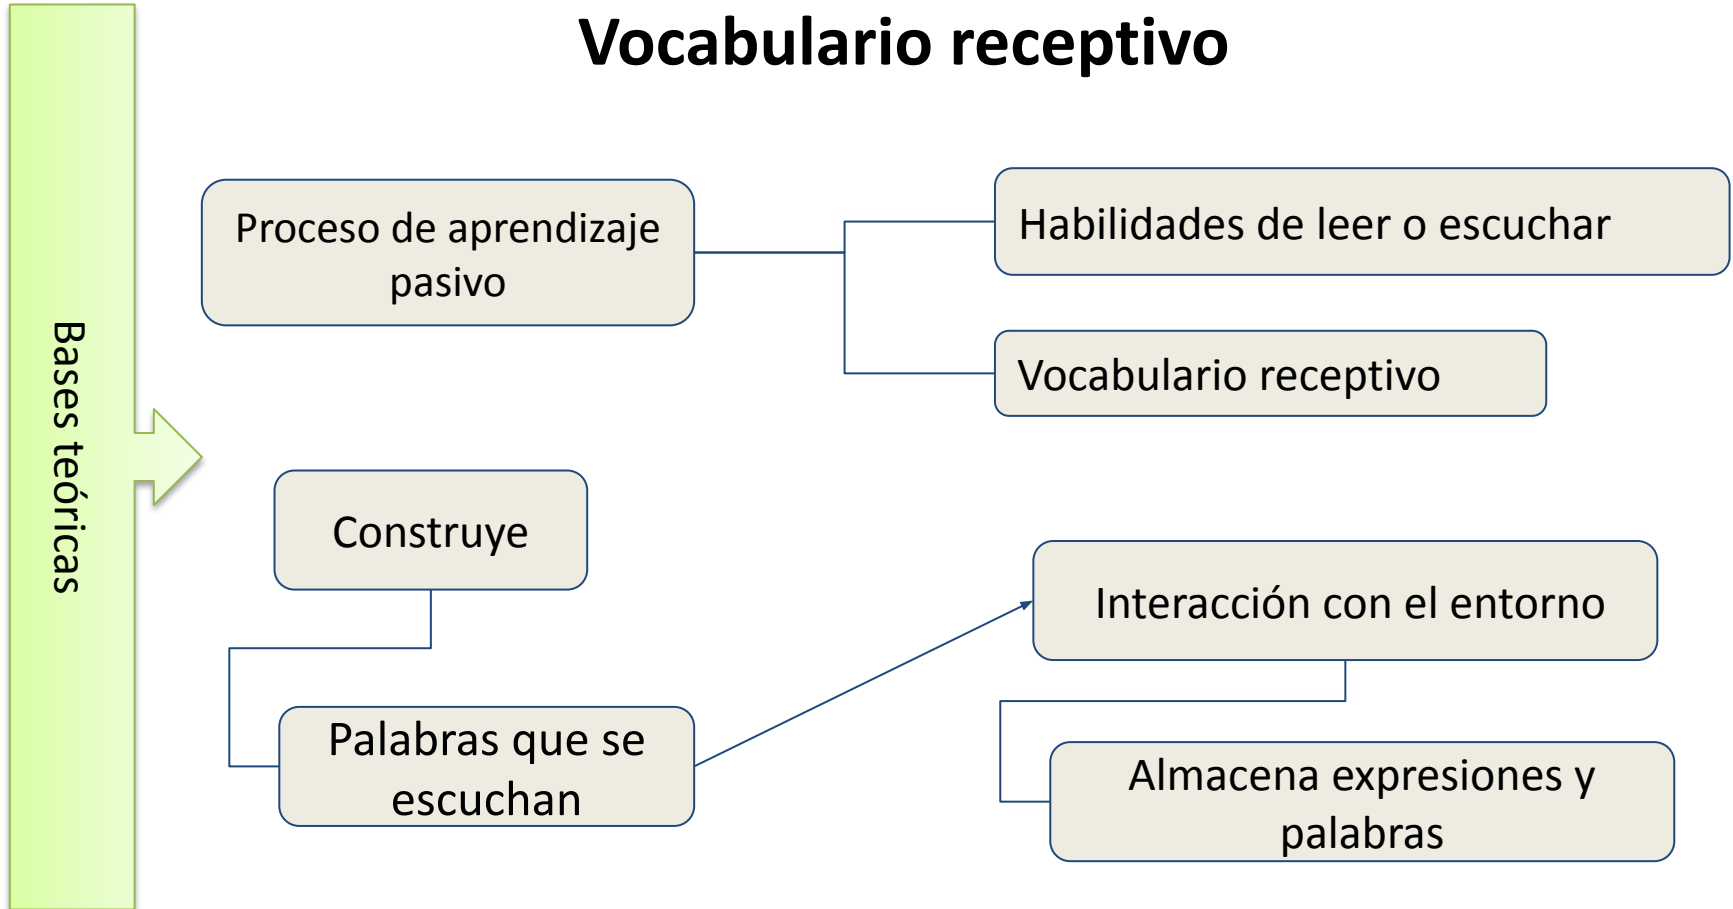 Vocabulario receptivo
Bases teóricas
Proceso de aprendizaje
pasivo
Habilidades de leer o escuchar
Vocabulario receptivo
Construye
Palabras que se
escuchan
Interacción con el entorno
Almacena expresiones y
palabras